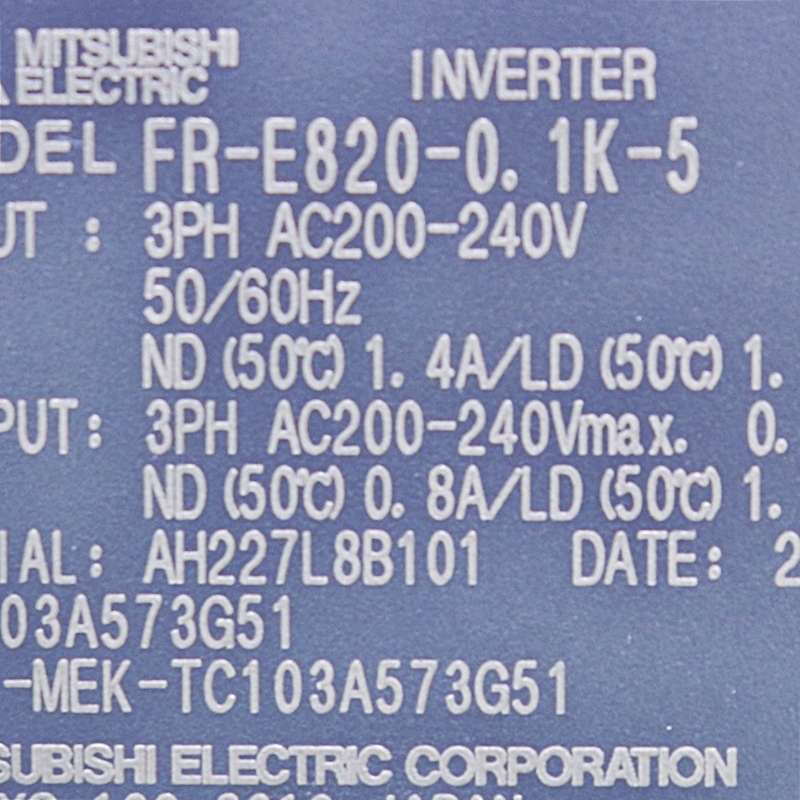 MITSUBISHI
ELECTRIC
INVERTER
DEL FR-E820-0.1K-5
UT : 3PH AC200-240V
50/60Hz
ND (50℃) 1.4A/LD (50℃) 1.
PUT: 3PH AC200-240Vmax. 0.
ND (50℃) 0.8A/LD (50℃) 1.
IAL: AH227L8B101 DATE: 2
03A573G51
-MEK-TC103A573G51
SUBISHI ELECTRIC CORPORATION